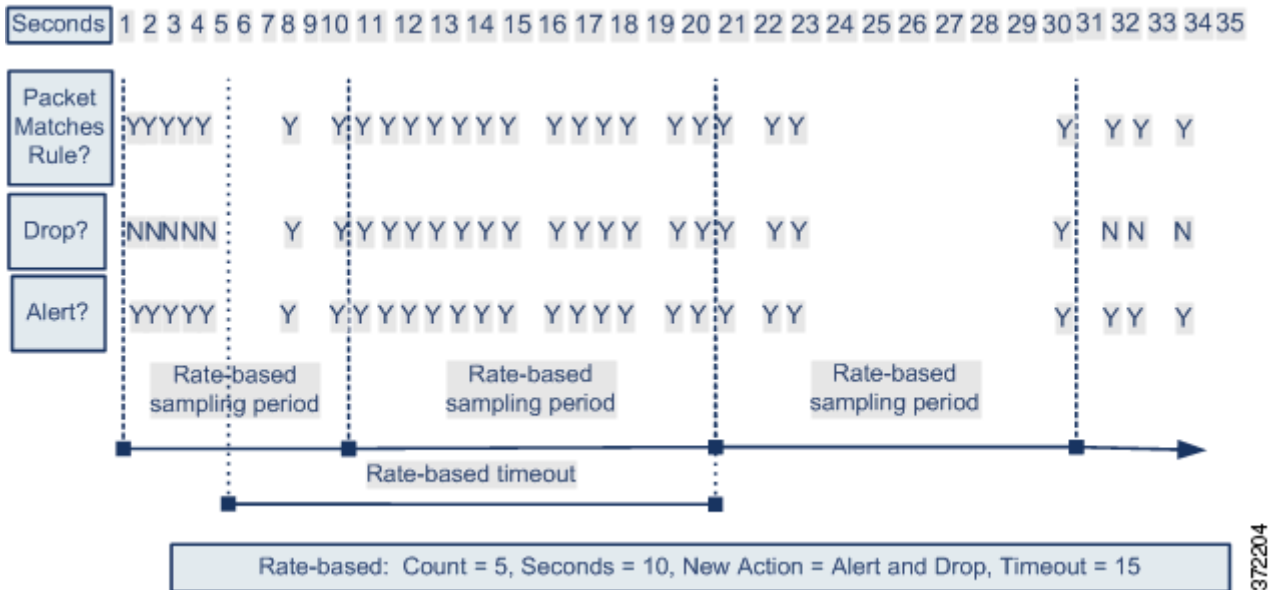 Seconds 1 2 3 4 5 6 7 8 9 10 11 12 13 14 15 16 17 18 19 20 21 22 23 24 25 26 27 28 29 30 31 32 33 34 35
Packet
Matches
Rule?
YYYYY Y Y Y Y Y Y Y Y Y Y Y Y Y Y Y Y Y Y Y Y Y Y Y
Drop?
NNNNN Y Y Y Y Y Y Y Y Y Y Y Y Y Y Y Y Y Y Y Y N N N
Alert?
YYYYY Y Y Y Y Y Y Y Y Y Y Y Y Y Y Y Y Y Y Y Y Y Y Y
Rate-based
sampling period
Rate-based
sampling period
Rate-based
sampling period
Rate-based timeout
Rate-based: Count = 5, Seconds = 10, New Action = Alert and Drop, Timeout = 15
372204